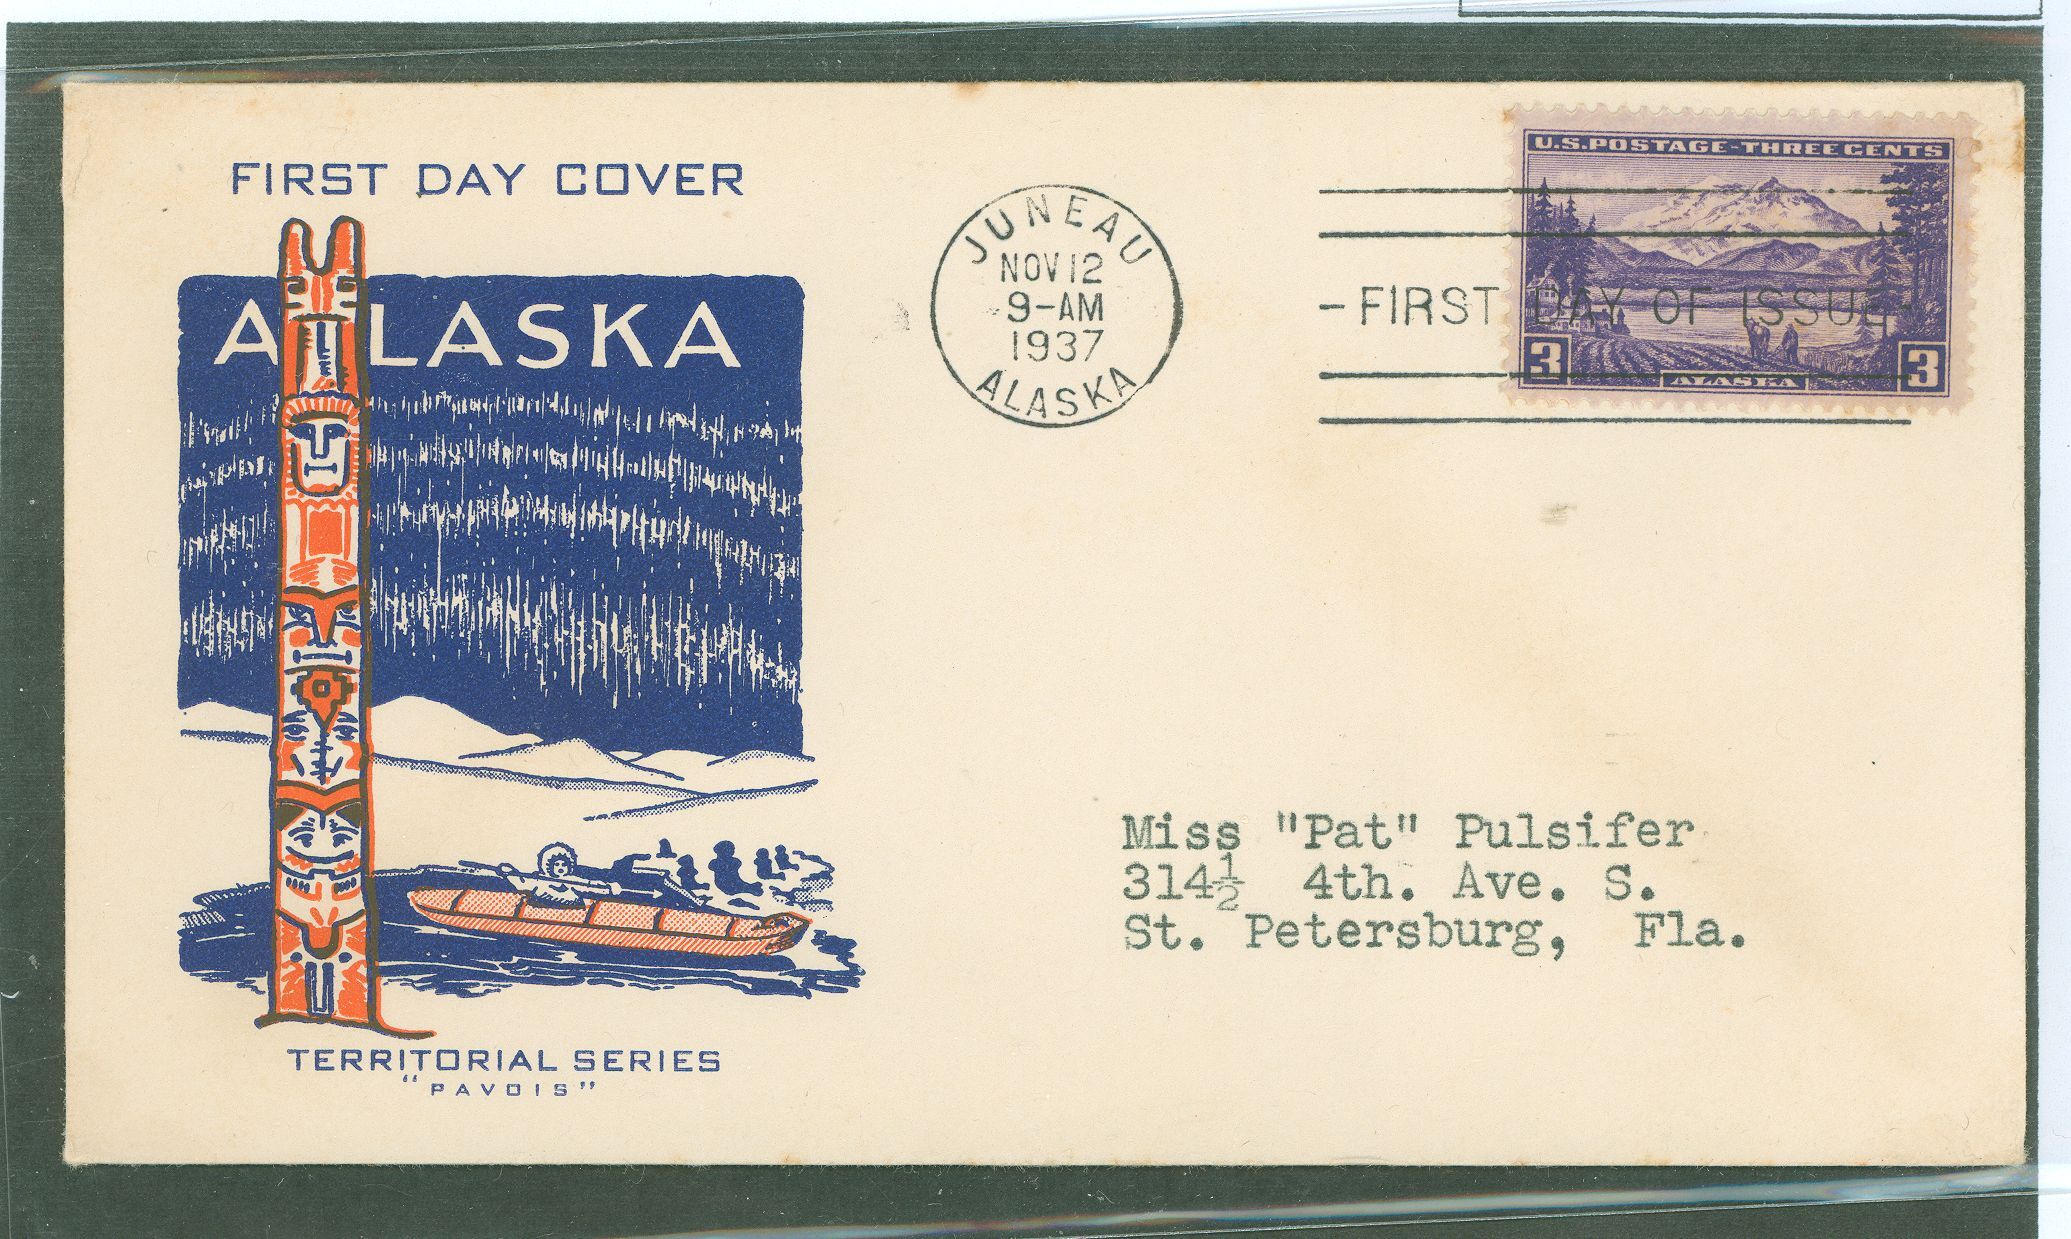 FIRST DAY COVER
ALASKA
TERRITORIAL SERIES
"PAVOIS"
JUNEAU
NOV 12
9-AM
1937
ALASKA
-FIRST DAY OF ISSUE-
U.S.POSTAGE-THREE CENTS
3 ALASKA 3
Miss "Pat" Pulsifer
314½ 4th. Ave. S.
St. Petersburg, Fla.